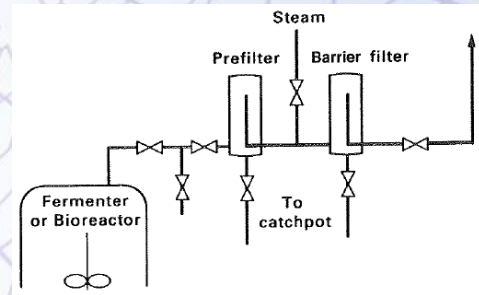 Steam
Prefilter
Barrier filter
Fermenter
or Bioreactor
To
catchpot